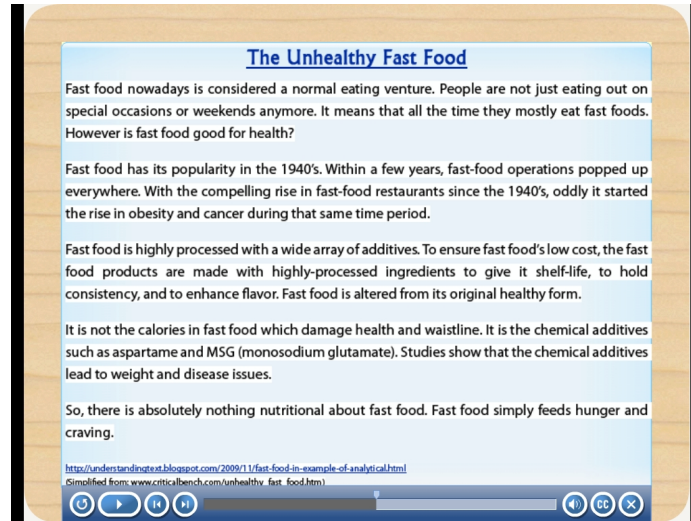 The Unhealthy Fast Food
Fast food nowadays is considered a normal eating venture. People are not just eating out on
special occasions or weekends anymore. It means that all the time they mostly eat fast foods.
However is fast food good for health?
Fast food has its popularity in the 1940's. Within a few years, fast-food operations popped up
everywhere. With the compelling rise in fast-food restaurants since the 1940's, oddly it started
the rise in obesity and cancer during that same time period.
Fast food is highly processed with a wide array of additives. To ensure fast food's low cost, the fast
food products are made with highly-processed ingredients to give it shelf-life, to hold
consistency, and to enhance flavor. Fast food is altered from its original healthy form.
It is not the calories in fast food which damage health and waistline. It is the chemical additives
such as aspartame and MSG (monosodium glutamate). Studies show that the chemical additives
lead to weight and disease issues.
So, there is absolutely nothing nutritional about fast food. Fast food simply feeds hunger and
craving.
http://understandingtext.blogspot.com/2009/11/fast-food-in-example-of-analytical.html
(Simplified from: www.criticalbench.com/unhealthy_fast_food.htm)
CC